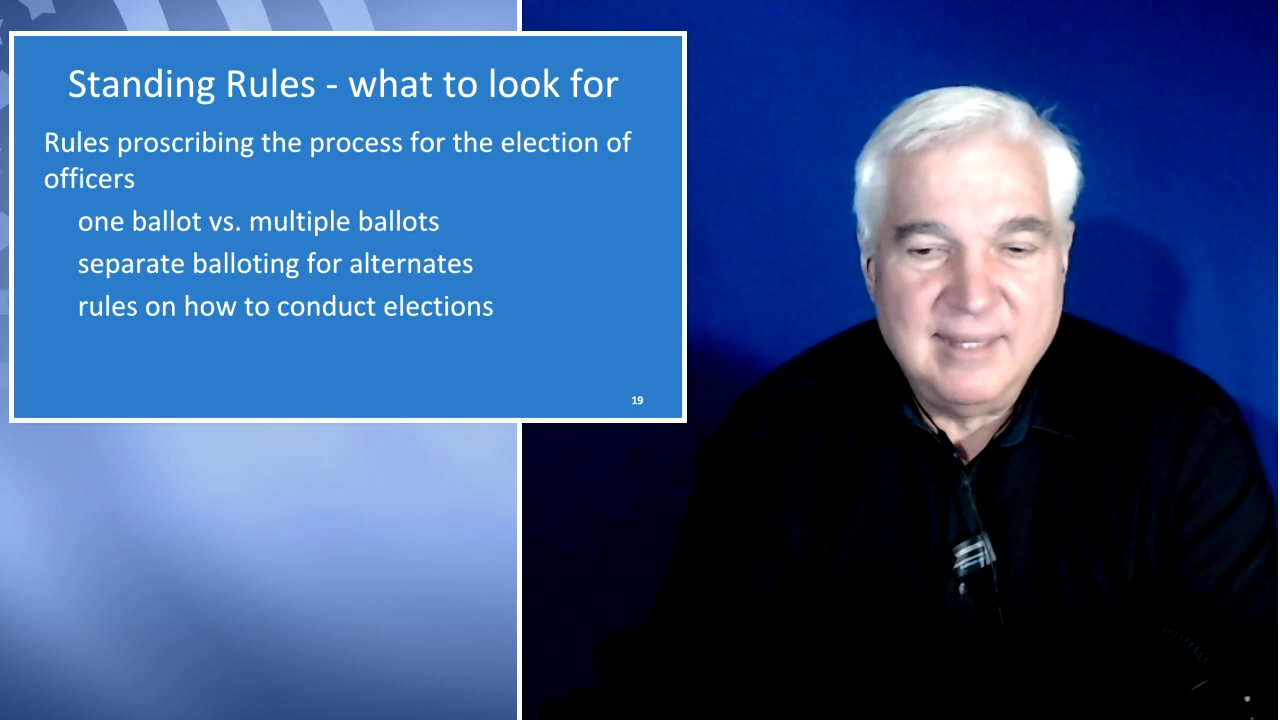 Standing Rules - what to look for
Rules proscribing the process for the election of
officers
one ballot vs. multiple ballots
separate balloting for alternates
rules on how to conduct elections
19